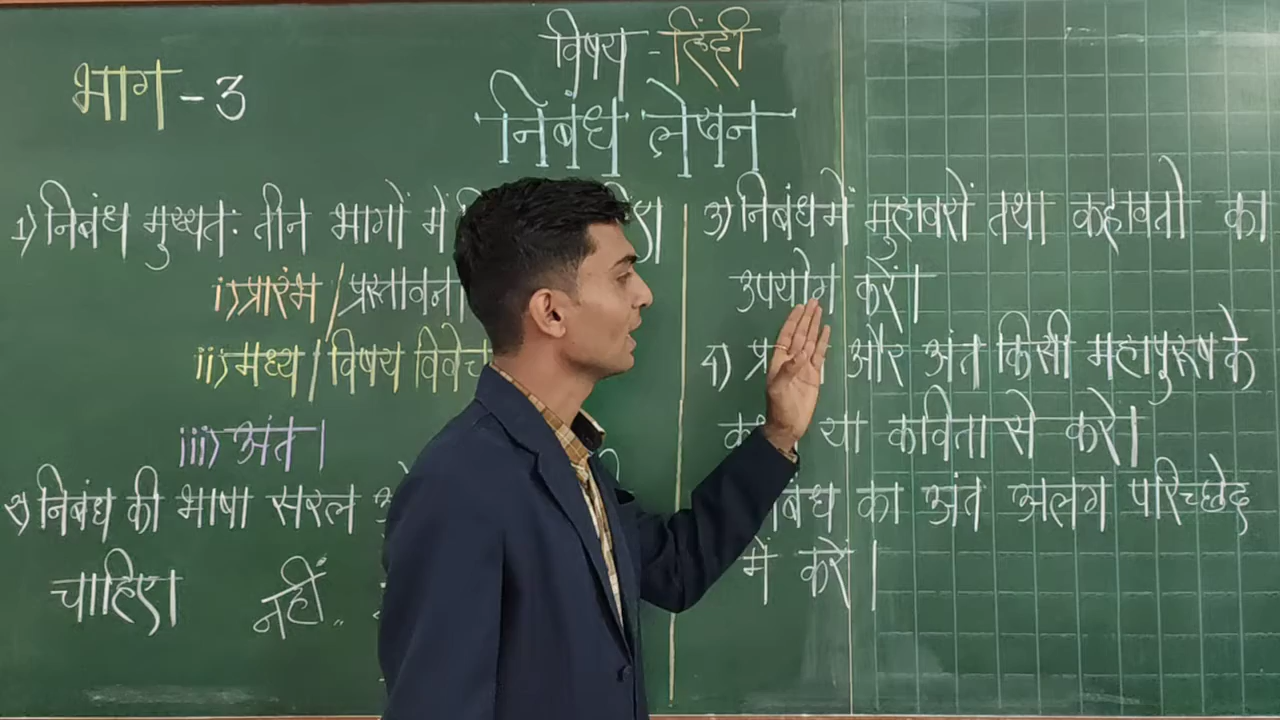 भाग - 3
विषय - हिंदी
निबंध लेखन
1) निबंध मुख्यतः तीन भागों में
i) प्रारंभ / प्रस्तावना
ii) मध्य / विषय विवेच
iii) अंत।
२) निबंध की भाषा सरल
चाहिए। नहीं..
3) निबंध में मुहावरों तथा कहावतो का
उपयोग करें।
4) और अंत किसी महापुरूष के
या कविता से करे।
का अंत अलग परिच्छेद
में करें।